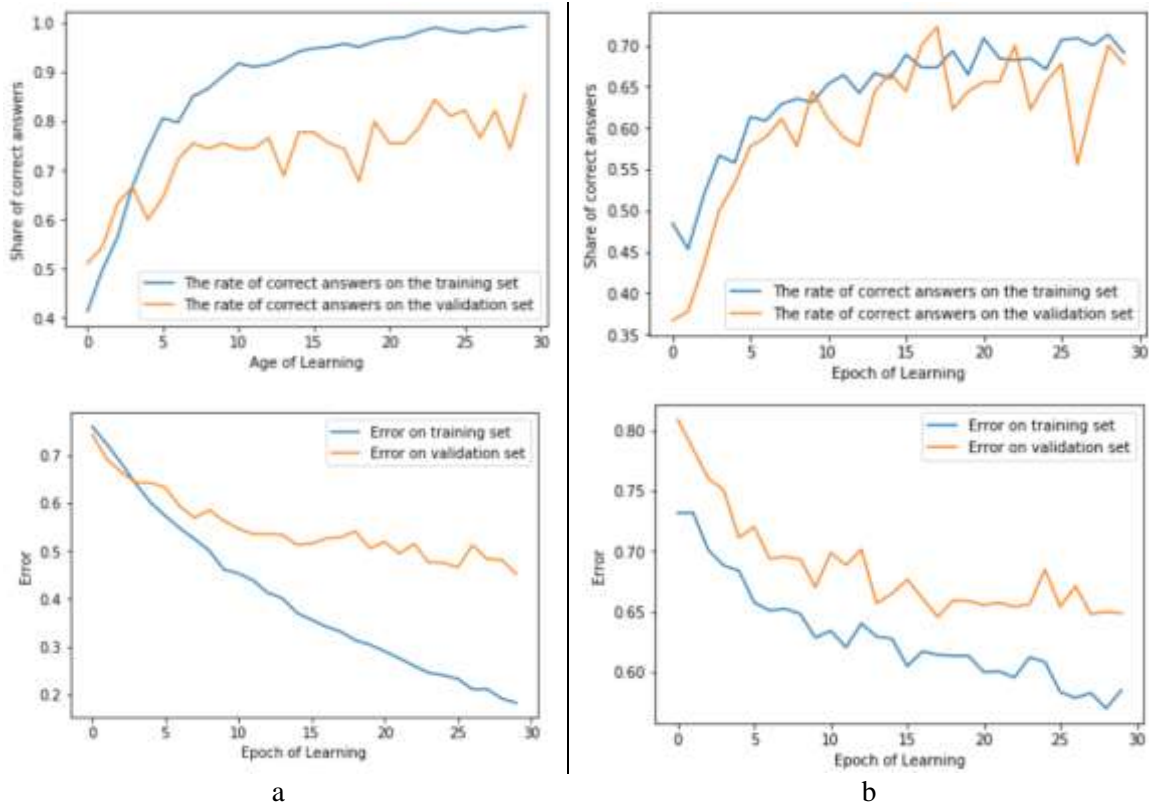 1.0
0.9
0.8
0.7
0.6
0.5
0.4
Share of correct answers
The rate of correct answers on the training set
The rate of correct answers on the validation set
0 5 10 15 20 25 30
Age of Learning
0.70
0.65
0.60
0.55
0.50
0.45
0.40
0.35
Share of correct answers
The rate of correct answers on the training set
The rate of correct answers on the validation set
0 5 10 15 20 25 30
Epoch of Learning
0.7
0.6
0.5
0.4
0.3
0.2
Error
Error on training set
Error on validation set
0 5 10 15 20 25 30
Epoch of Learning
a
0.80
0.75
0.70
0.65
0.60
Error
Error on training set
Error on validation set
0 5 10 15 20 25 30
Epoch of Learning
b